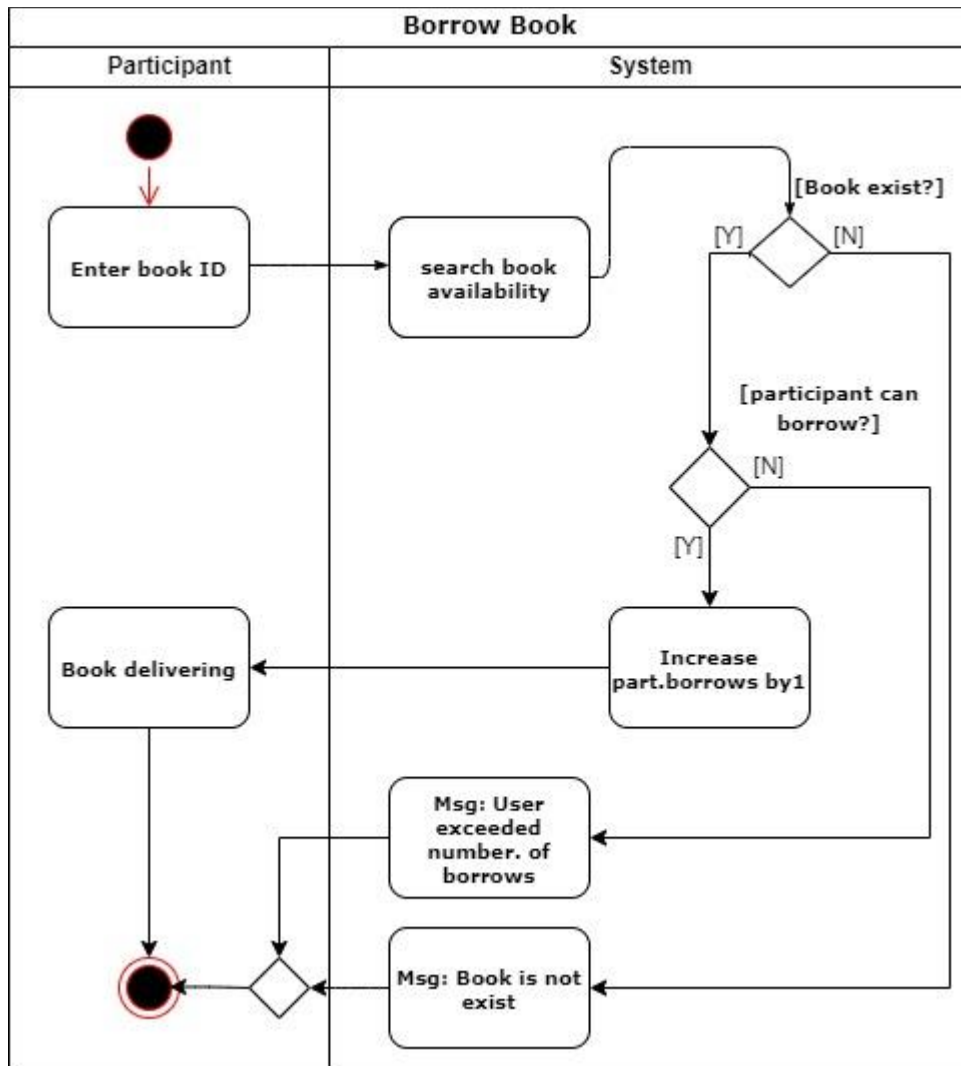 Borrow Book
Participant
System
[Book exist?]
[Y]
[N]
Enter book ID
search book
availability
[participant can
borrow?]
[N]
[Y]
Book delivering
Increase
part.borrows by1
Msg: User
exceeded
number. of
borrows
Msg: Book is not
exist